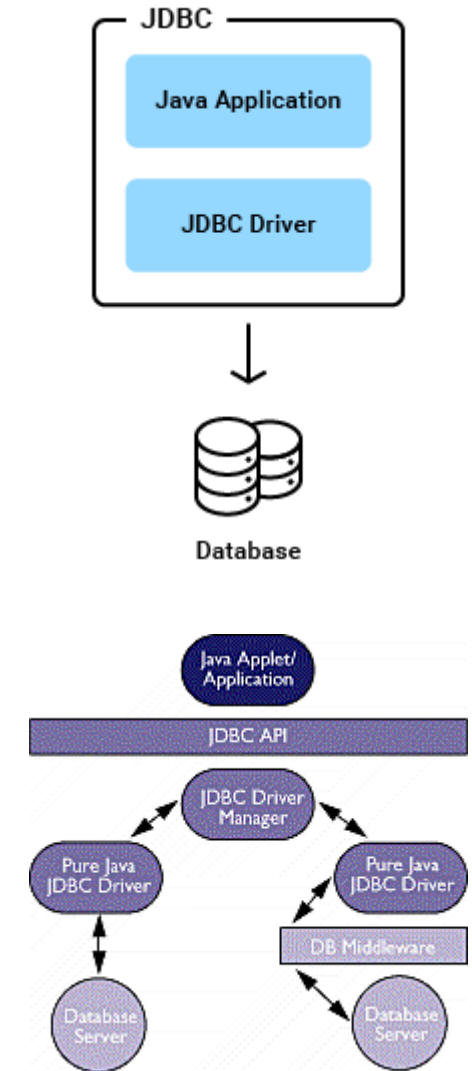 JDBC
Java Application
JDBC Driver
Database
Java Applet/
Application
JDBC API
JDBC Driver
Manager
Pure Java
JDBC Driver
Pure Java
JDBC Driver
DB Middleware
Database
Server
Database
Server